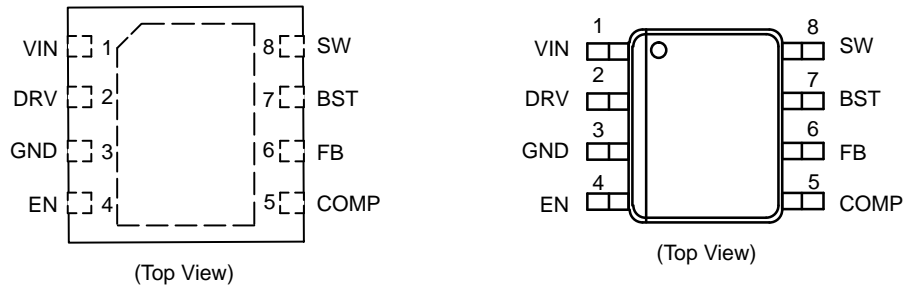 VIN 1 8 SW
DRV 2 7 BST
GND 3 6 FB
EN 4 5 COMP
(Top View)
1 8
VIN SW
2 7
DRV BST
3 6
GND FB
4 5
EN COMP
(Top View)